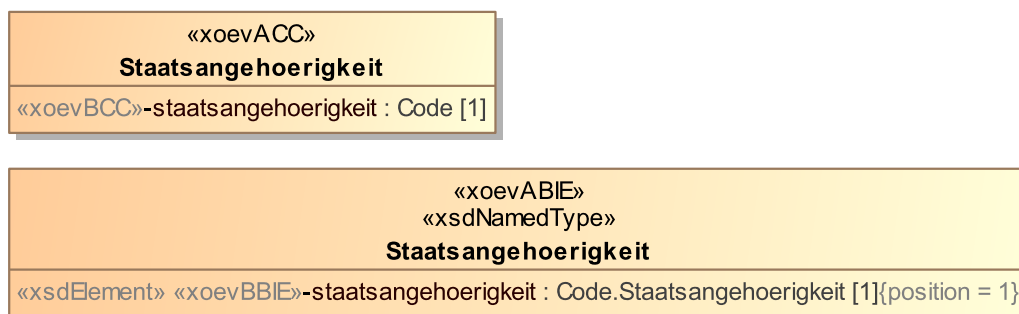 «xoevACC»
Staatsangehoerigkeit
«xoevBCC»-staatsangehoerigkeit : Code [1]
«xoevABIE»
«xsdNamedType»
Staatsangehoerigkeit
«xsdElement» «xoevBBIE»-staatsangehoerigkeit : Code.Staatsangehoerigkeit [1]{position = 1}